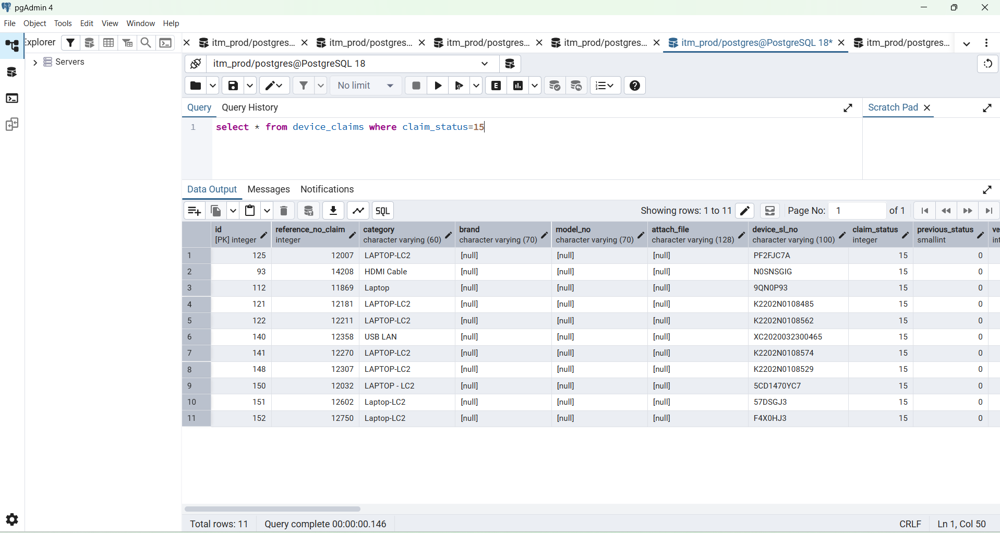 pgAdmin 4
File Object Tools Edit View Window Help
Explorer
itm_prod/postgres... itm_prod/postgres... itm_prod/postgres... itm_prod/postgres... itm_prod/postgres@PostgreSQL 18* itm_prod/postgres...
Servers
itm_prod/postgres@PostgreSQL 18
No limit E
Query Query History Scratch Pad
1 select * from device_claims where claim_status=15
Data Output Messages Notifications
SQL Showing rows: 1 to 11 Page No: 1 of 1
id reference_no_claim category brand model_no attach_file device_sl_no claim_status previous_status ve
[PK] integer integer character varying (60) character varying (70) character varying (70) character varying (128) character varying (100) integer smallint int
1 125 12007 LAPTOP-LC2 [null] [null] [null] PF2FJC7A 15 0
2 93 14208 HDMI Cable [null] [null] [null] N0SNSGIG 15 0
3 112 11869 Laptop [null] [null] [null] 9QN0P93 15 0
4 121 12181 LAPTOP-LC2 [null] [null] [null] K2202N0108485 15 0
5 122 12211 LAPTOP-LC2 [null] [null] [null] K2202N0108562 15 0
6 140 12358 USB LAN [null] [null] [null] XC2020032300465 15 0
7 141 12270 LAPTOP-LC2 [null] [null] [null] K2202N0108574 15 0
8 148 12307 LAPTOP-LC2 [null] [null] [null] K2202N0108529 15 0
9 150 12032 LAPTOP - LC2 [null] [null] [null] 5CD1470YC7 15 0
10 151 12602 Laptop-LC2 [null] [null] [null] 57DSGJ3 15 0
11 152 12750 Laptop-LC2 [null] [null] [null] F4X0HJ3 15 0
Total rows: 11 Query complete 00:00:00.146 CRLF Ln 1, Col 50